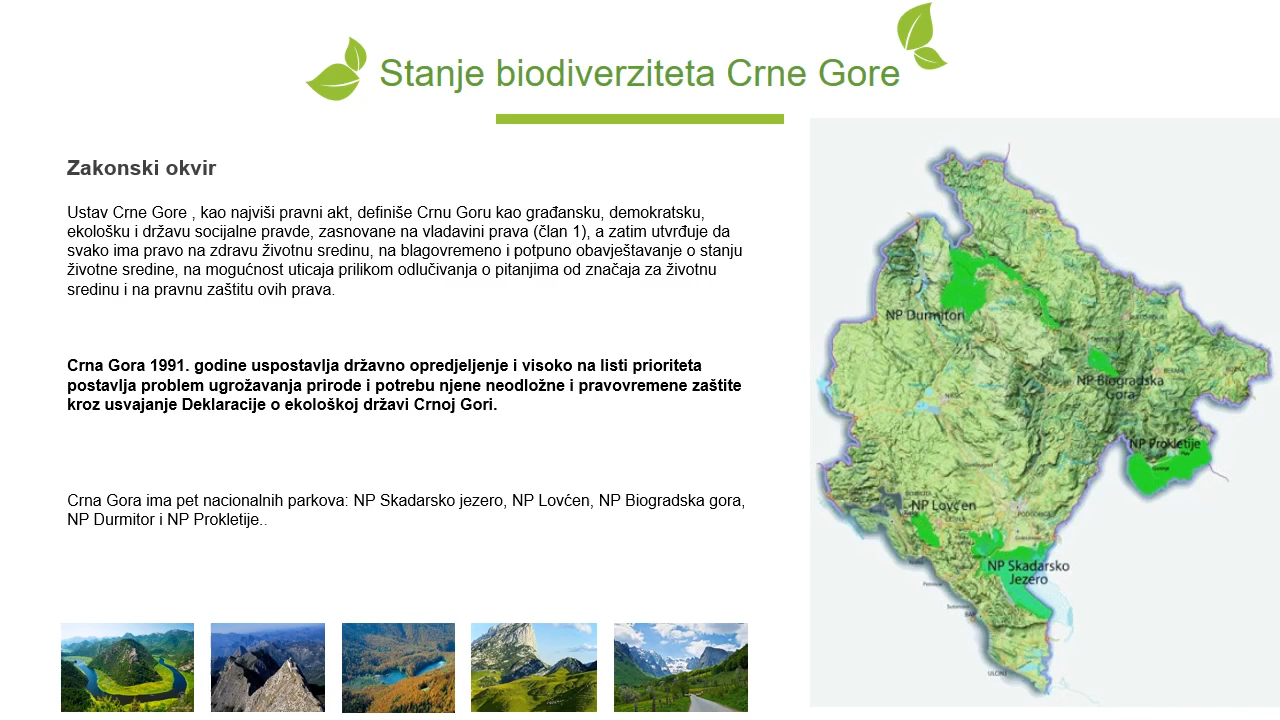 Stanje biodiverziteta Crne Gore
Zakonski okvir
Ustav Crne Gore , kao najviši pravni akt, definiše Crnu Goru kao građansku, demokratsku,
ekološku i državu socijalne pravde, zasnovane na vladavini prava (član 1), a zatim utvrđuje da
svako ima pravo na zdravu životnu sredinu, na blagovremeno i potpuno obavještavanje o stanju
životne sredine, na mogućnost uticaja prilikom odlučivanja o pitanjima od značaja za životnu
sredinu i na pravnu zaštitu ovih prava.
Crna Gora 1991. godine uspostavlja državno opredjeljenje i visoko na listi prioriteta
postavlja problem ugrožavanja prirode i potrebu njene neodložne i pravovremene zaštite
kroz usvajanje Deklaracije o ekološkoj državi Crnoj Gori.
Crna Gora ima pet nacionalnih parkova: NP Skadarsko jezero, NP Lovćen, NP Biogradska gora,
NP Durmitor i NP Prokletije..
NP Durmitor
NP Biogradska
Gora
NP Prokletije
NP Lovćen
PODGORICA
NP Skadarsko
Jezero
ULCINJ